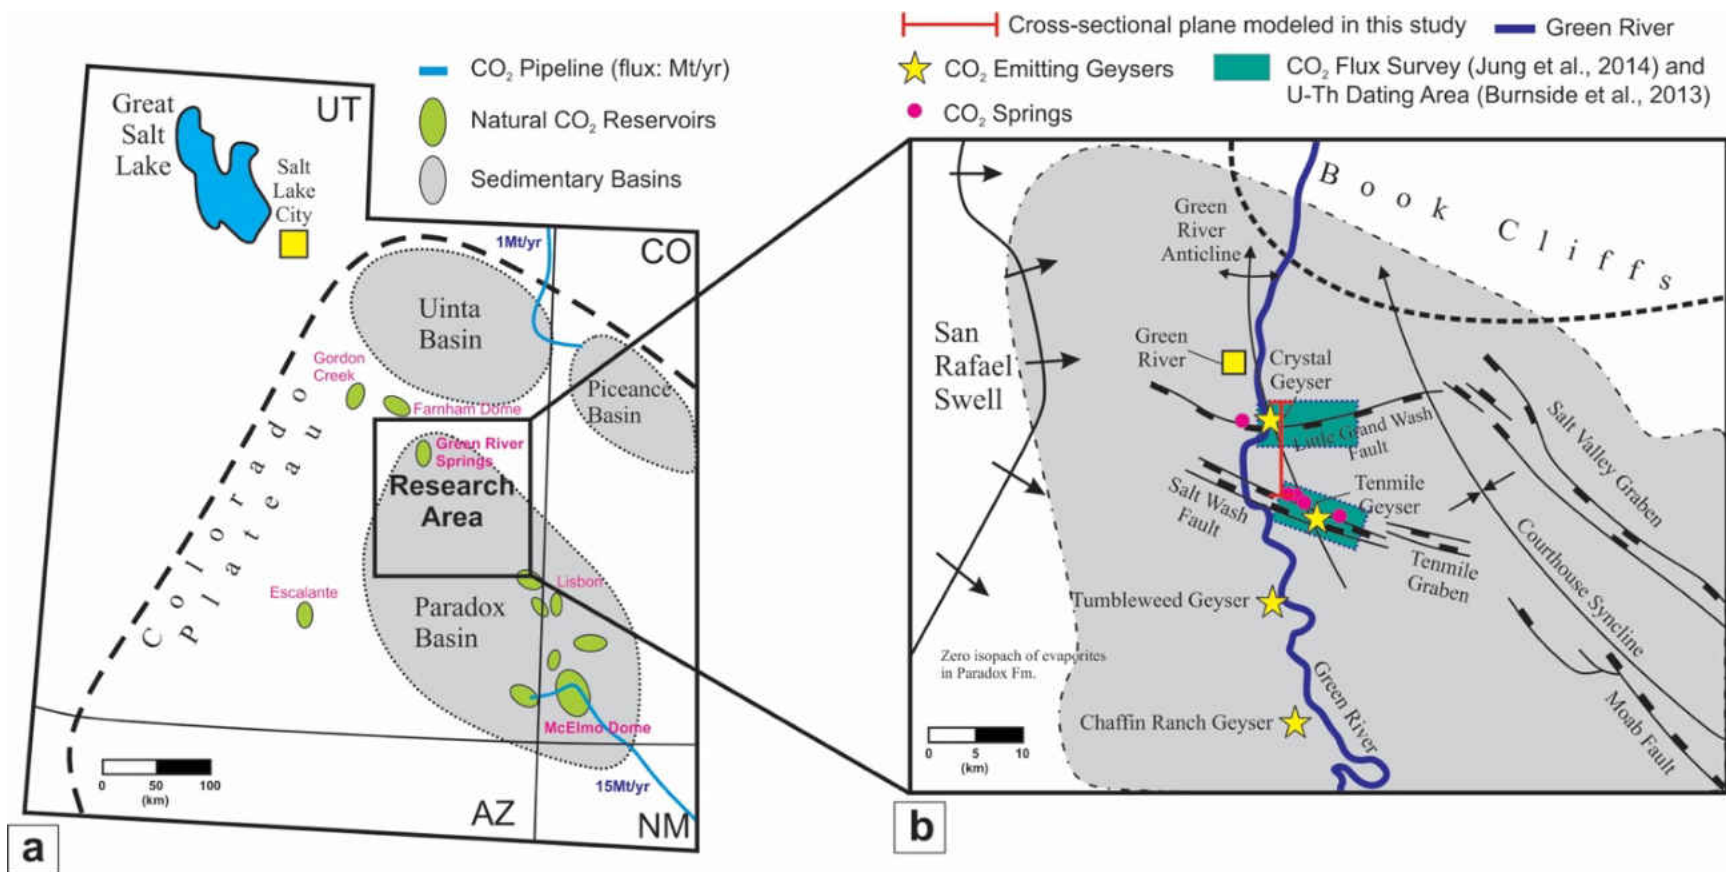 CO₂ Pipeline (flux: Mt/yr)
Natural CO₂ Reservoirs
Sedimentary Basins
UT
Great
Salt
Lake
Salt
Lake
City
CO
1Mt/yr
Uinta
Basin
Piceance
Basin
Gordon
Creek
Farnham Dome
Green River
Springs
Research
Area
Colorado
Plateau
Escalante
Lisbon
Paradox
Basin
McElmo Dome
15Mt/yr
0 50 100
(km)
AZ
NM
a
Cross-sectional plane modeled in this study
Green River
CO₂ Emitting Geysers
CO₂ Springs
CO₂ Flux Survey (Jung et al., 2014) and
U-Th Dating Area (Burnside et al., 2013)
Book Cliffs
Green
River
Anticline
San
Rafael
Swell
Green
River
Crystal
Geyser
Little Grand Wash
Fault
Salt Valley Graben
Tenmile
Geyser
Salt Wash
Fault
Tenmile
Graben
Courthouse Syncline
Tumbleweed Geyser
Zero isopach of evaporites
in Paradox Fm.
Green River
Chaffin Ranch Geyser
Moab Fault
0 5 10
(km)
b